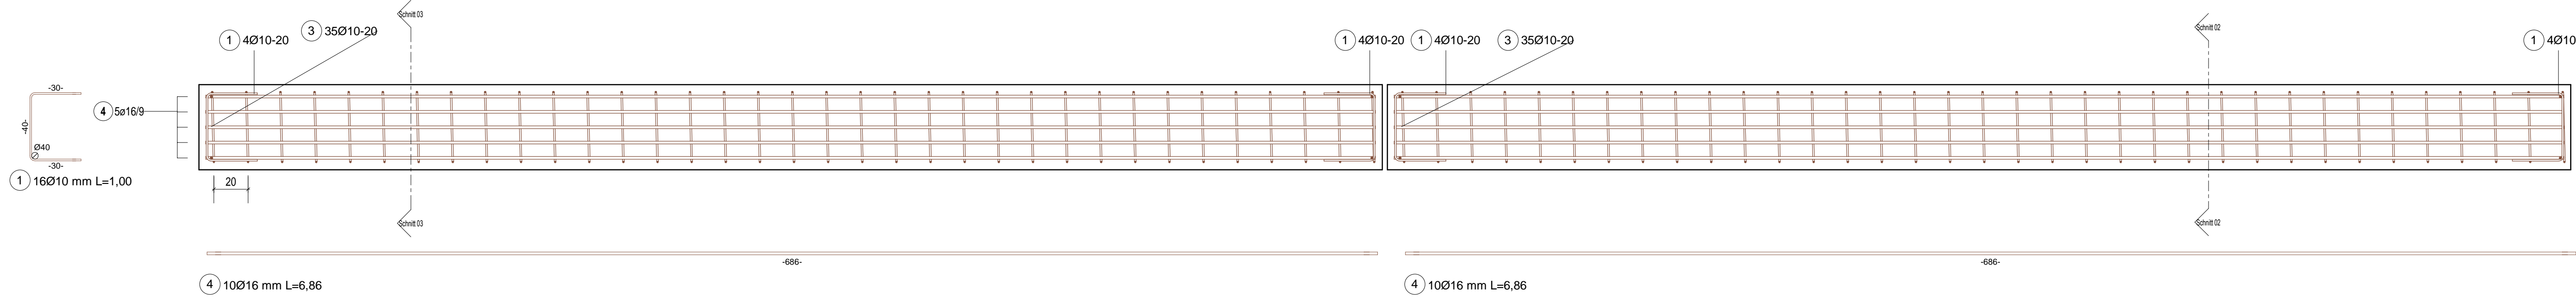 Schnitt 03
Schnitt 02
1 4Ø10-20
3 35Ø10-20
1 4Ø10-20
1 4Ø10-20
3 35Ø10-20
1 4Ø10
-30-
-40-
Ø40
-30-
1 16Ø10 mm L=1,00
4 5ø16/9
20
Schnitt 03
Schnitt 02
-686-
-686-
4 10Ø16 mm L=6,86
4 10Ø16 mm L=6,86